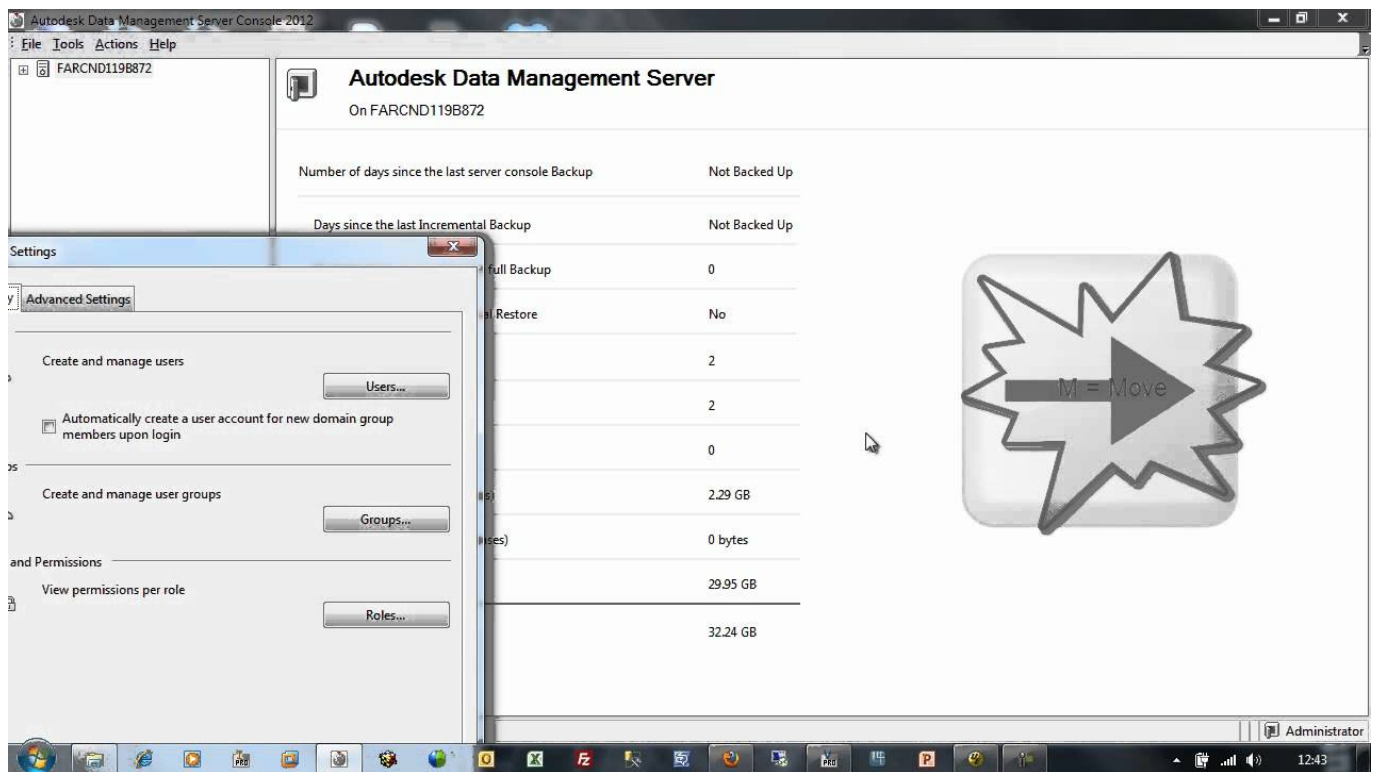 Autodesk Data Management Server Console 2012
File Tools Actions Help
FARCND119B872
Autodesk Data Management Server
On FARCND119B872
Number of days since the last server console Backup Not Backed Up
Days since the last Incremental Backup Not Backed Up
full Backup 0
Restore No
2
2
0
2.29 GB
0 bytes
29.95 GB
32.24 GB
Settings
Advanced Settings
Create and manage users
Users...
Automatically create a user account for new domain group
members upon login
Create and manage user groups
Groups...
and Permissions
View permissions per role
Roles...
M = Move
Administrator
12:43